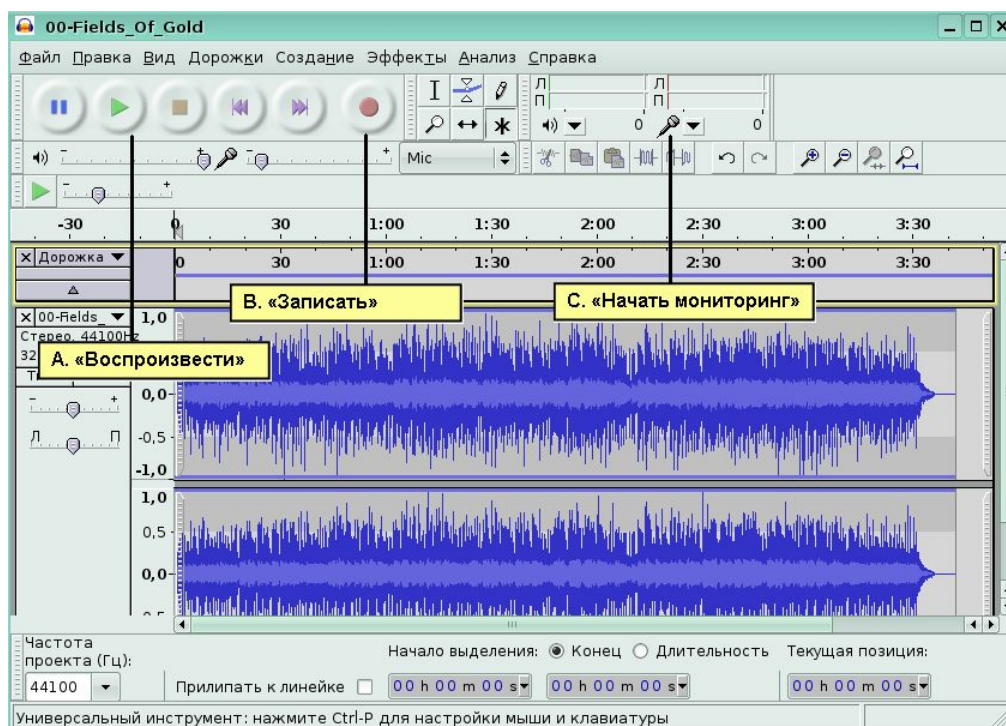 00-Fields_Of_Gold
Файл Правка Вид Дорожки Создание Эффекты Анализ Справка
Л
П
0
Л
П
0
- +
- +
Mic
- +
-30 0 30 1:00 1:30 2:00 2:30 3:00 3:30
Дорожка
0 30 1:00 1:30 2:00 2:30 3:00 3:30
B. «Записать»
C. «Начать мониторинг»
00-Fields_
1,0
Стерео, 44100Hz
32
A. «Воспроизвести»
- +
0,0
Л П
-0,5
-1,0
1,0
0,5
0,0
Частота
проекта (Гц):
Начало выделения: Конец Длительность Текущая позиция:
44100 Прилипать к линейке 00 h 00 m 00 s 00 h 00 m 00 s 00 h 00 m 00 s
Универсальный инструмент: нажмите Ctrl-P для настройки мыши и клавиатуры